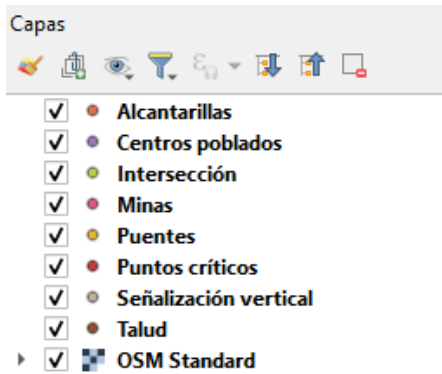 Capas
Alcantarillas
Centros poblados
Intersección
Minas
Puentes
Puntos críticos
Señalización vertical
Talud
OSM Standard